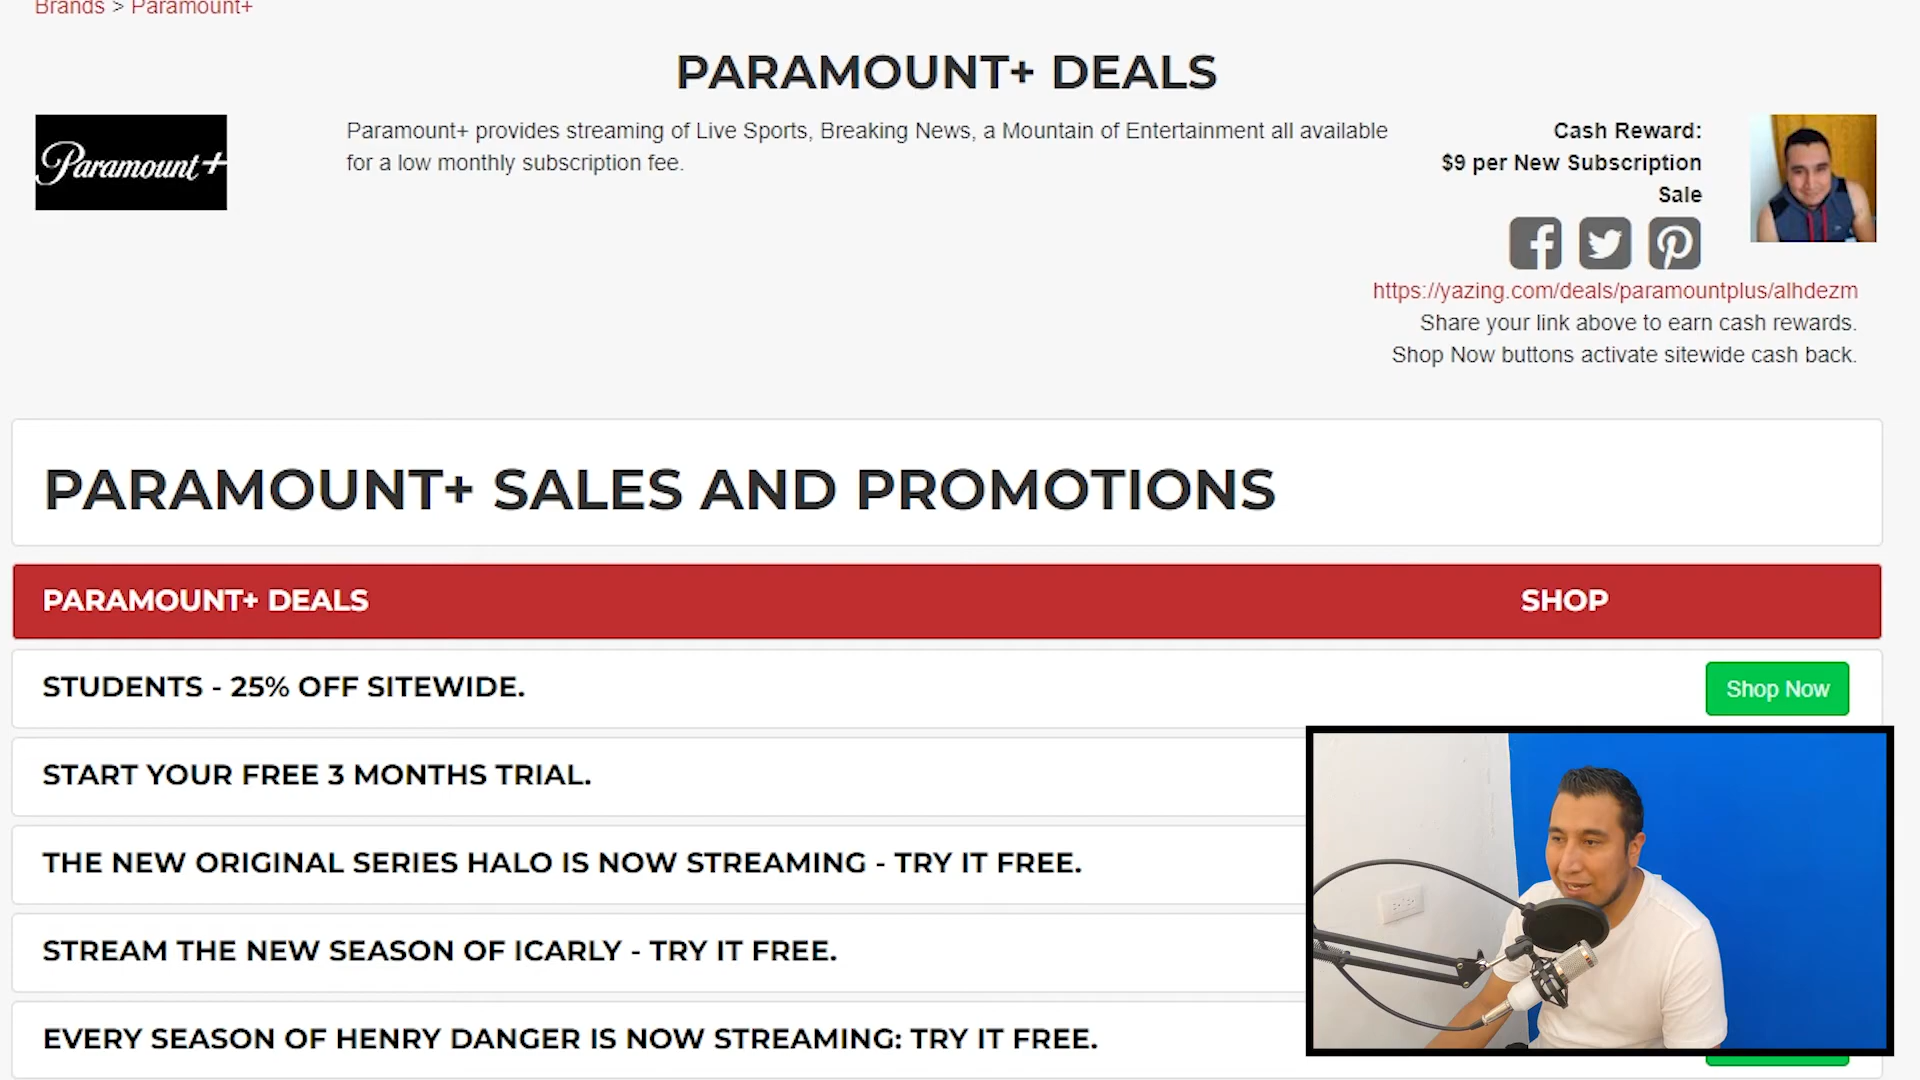 Brands > Paramount+
PARAMOUNT+ DEALS
Paramount+
Paramount+ provides streaming of Live Sports, Breaking News, a Mountain of Entertainment all available
for a low monthly subscription fee.
Cash Reward:
$9 per New Subscription
Sale
https://yazing.com/deals/paramountplus/alhdezm
Share your link above to earn cash rewards.
Shop Now buttons activate sitewide cash back.
PARAMOUNT+ SALES AND PROMOTIONS
PARAMOUNT+ DEALS SHOP
STUDENTS - 25% OFF SITEWIDE. Shop Now
START YOUR FREE 3 MONTHS TRIAL.
THE NEW ORIGINAL SERIES HALO IS NOW STREAMING - TRY IT FREE.
STREAM THE NEW SEASON OF ICARLY - TRY IT FREE.
EVERY SEASON OF HENRY DANGER IS NOW STREAMING: TRY IT FREE.